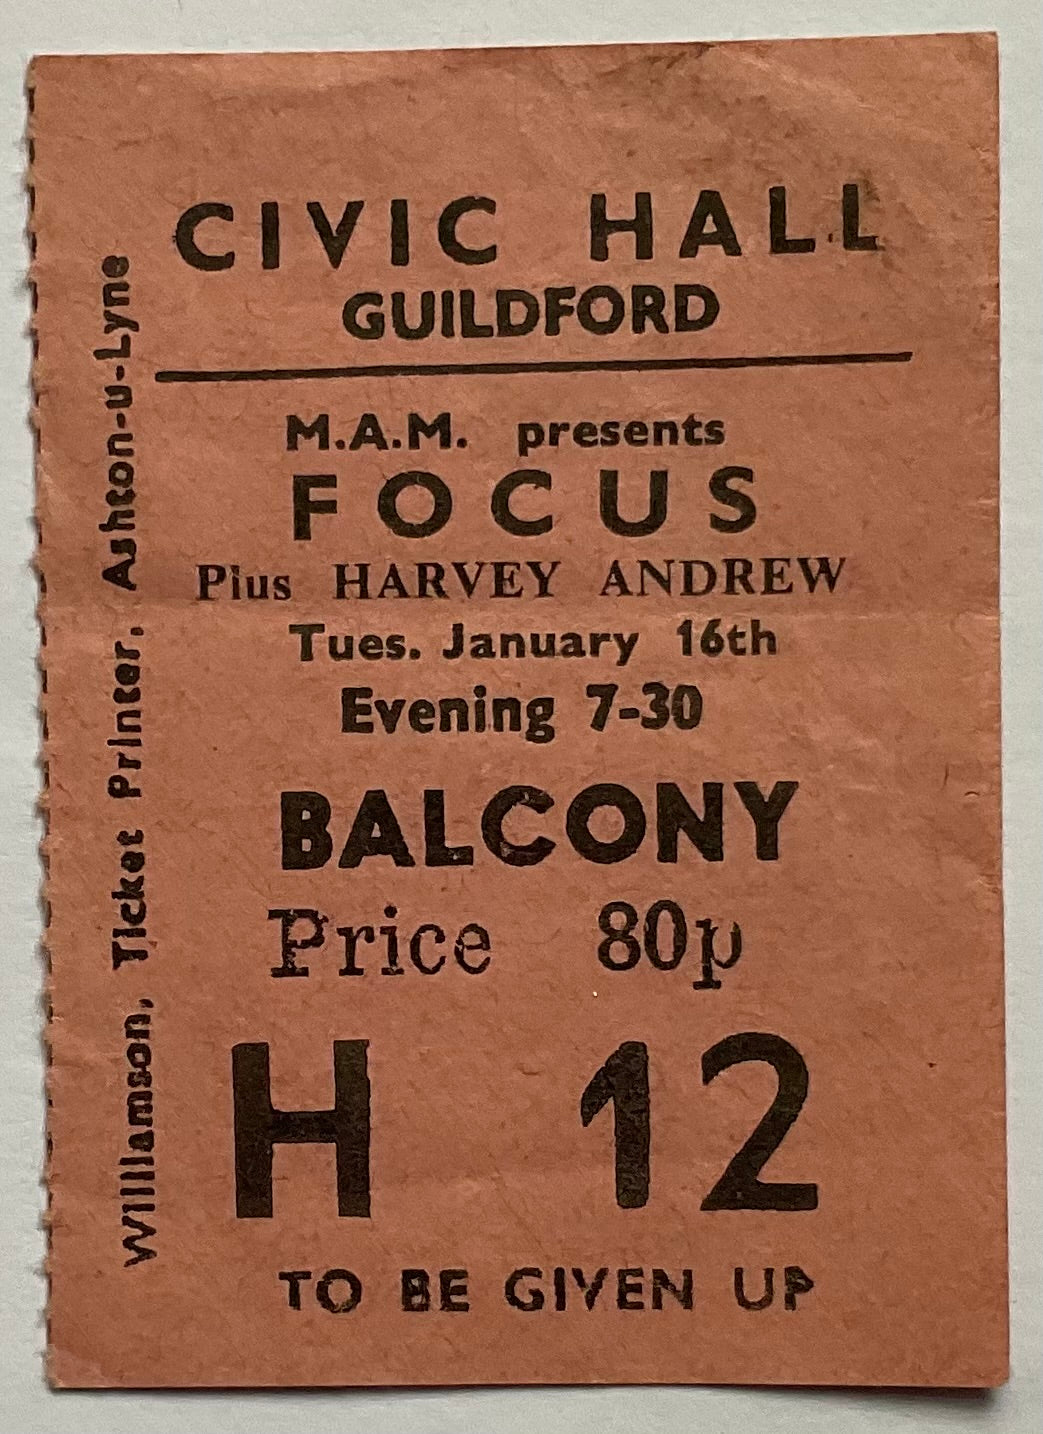 CIVIC HALL
GUILDFORD
M.A.M. presents
FOCUS
Plus HARVEY ANDREW
Tues. January 16th
Evening 7-30
BALCONY
Price 80p
H 12
TO BE GIVEN UP
Williamson, Ticket Printer, Ashton-u-Lyne